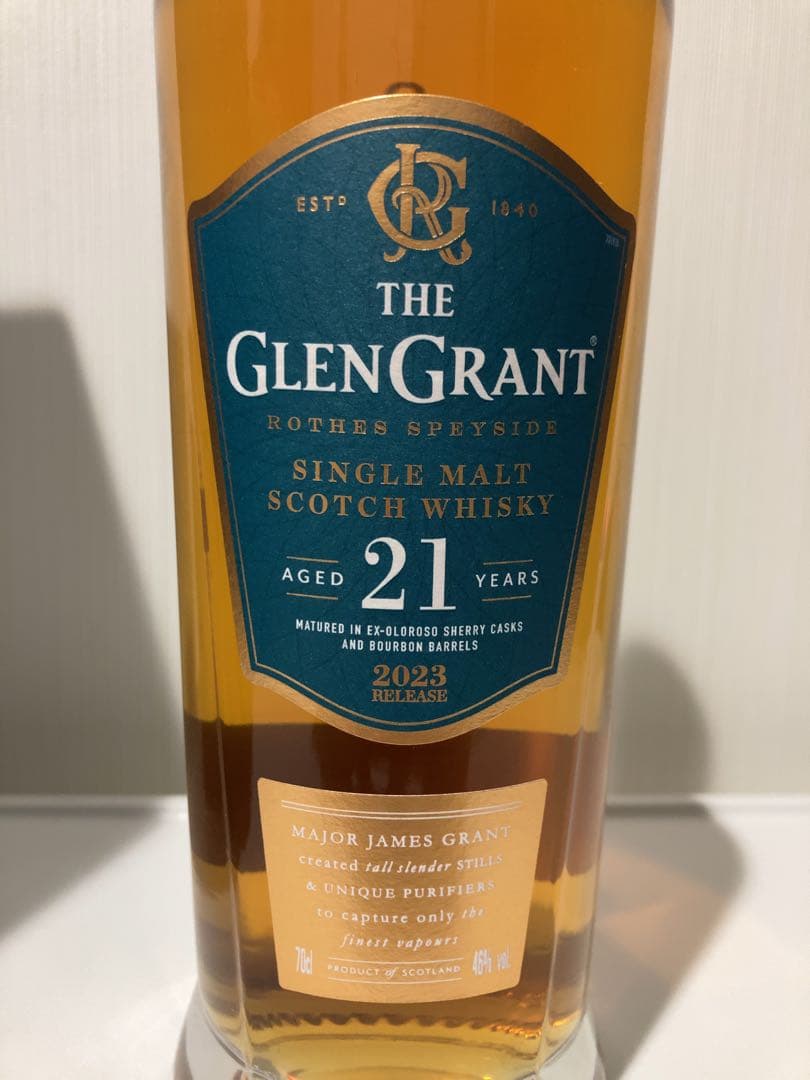 ESTD 1840
THE
GLENGRANT®
ROTHES SPEYSIDE
SINGLE MALT
SCOTCH WHISKY
AGED 21 YEARS
MATURED IN EX-OLOROSO SHERRY CASKS
AND BOURBON BARRELS
2023
RELEASE
MAJOR JAMES GRANT
created tall slender STILLS
& UNIQUE PURIFIERS
to capture only the
finest vapours
70cl PRODUCT of SCOTLAND 46% vol.